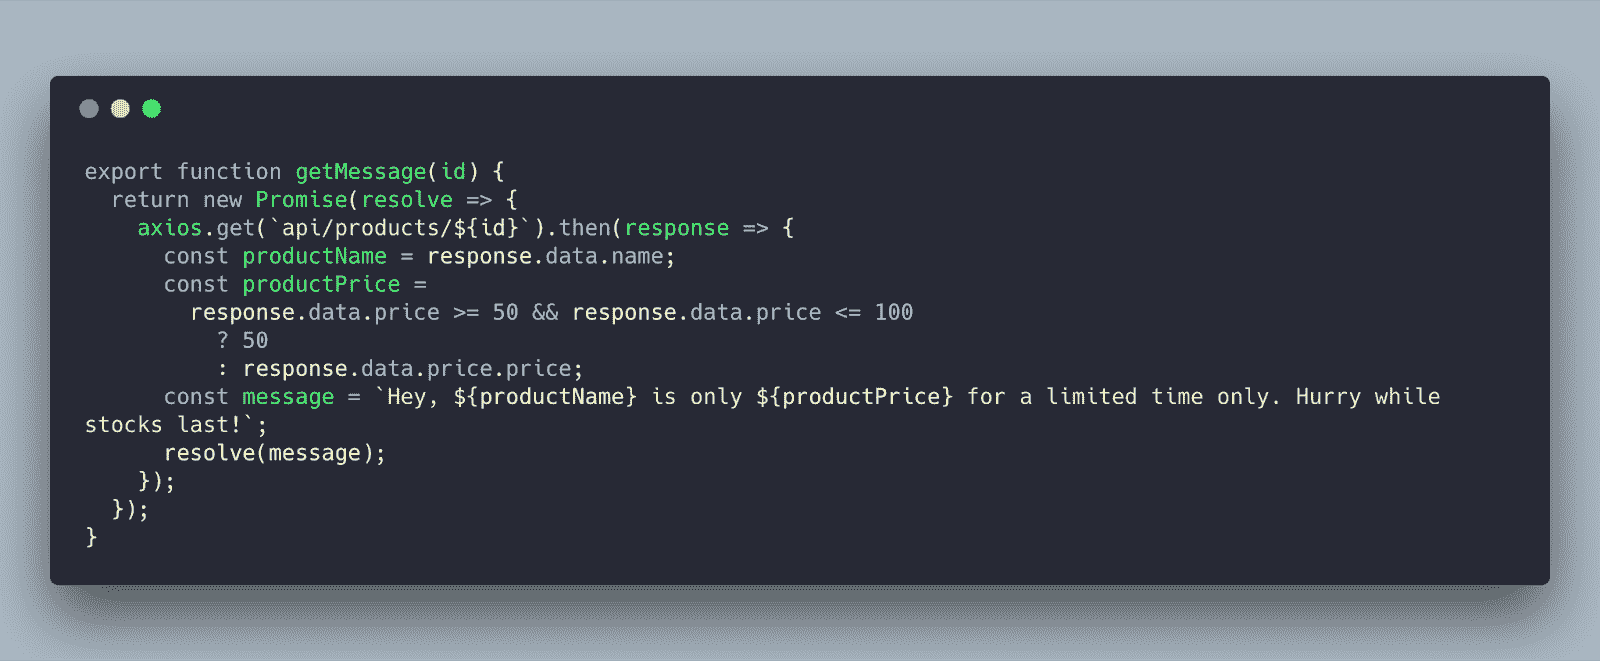 export function getMessage(id) {
  return new Promise(resolve => {
    axios.get(`api/products/${id}`).then(response => {
      const productName = response.data.name;
      const productPrice =
        response.data.price >= 50 && response.data.price <= 100
          ? 50
          : response.data.price.price;
      const message = `Hey, ${productName} is only ${productPrice} for a limited time only. Hurry while
stocks last!`;
      resolve(message);
    });
  });
}